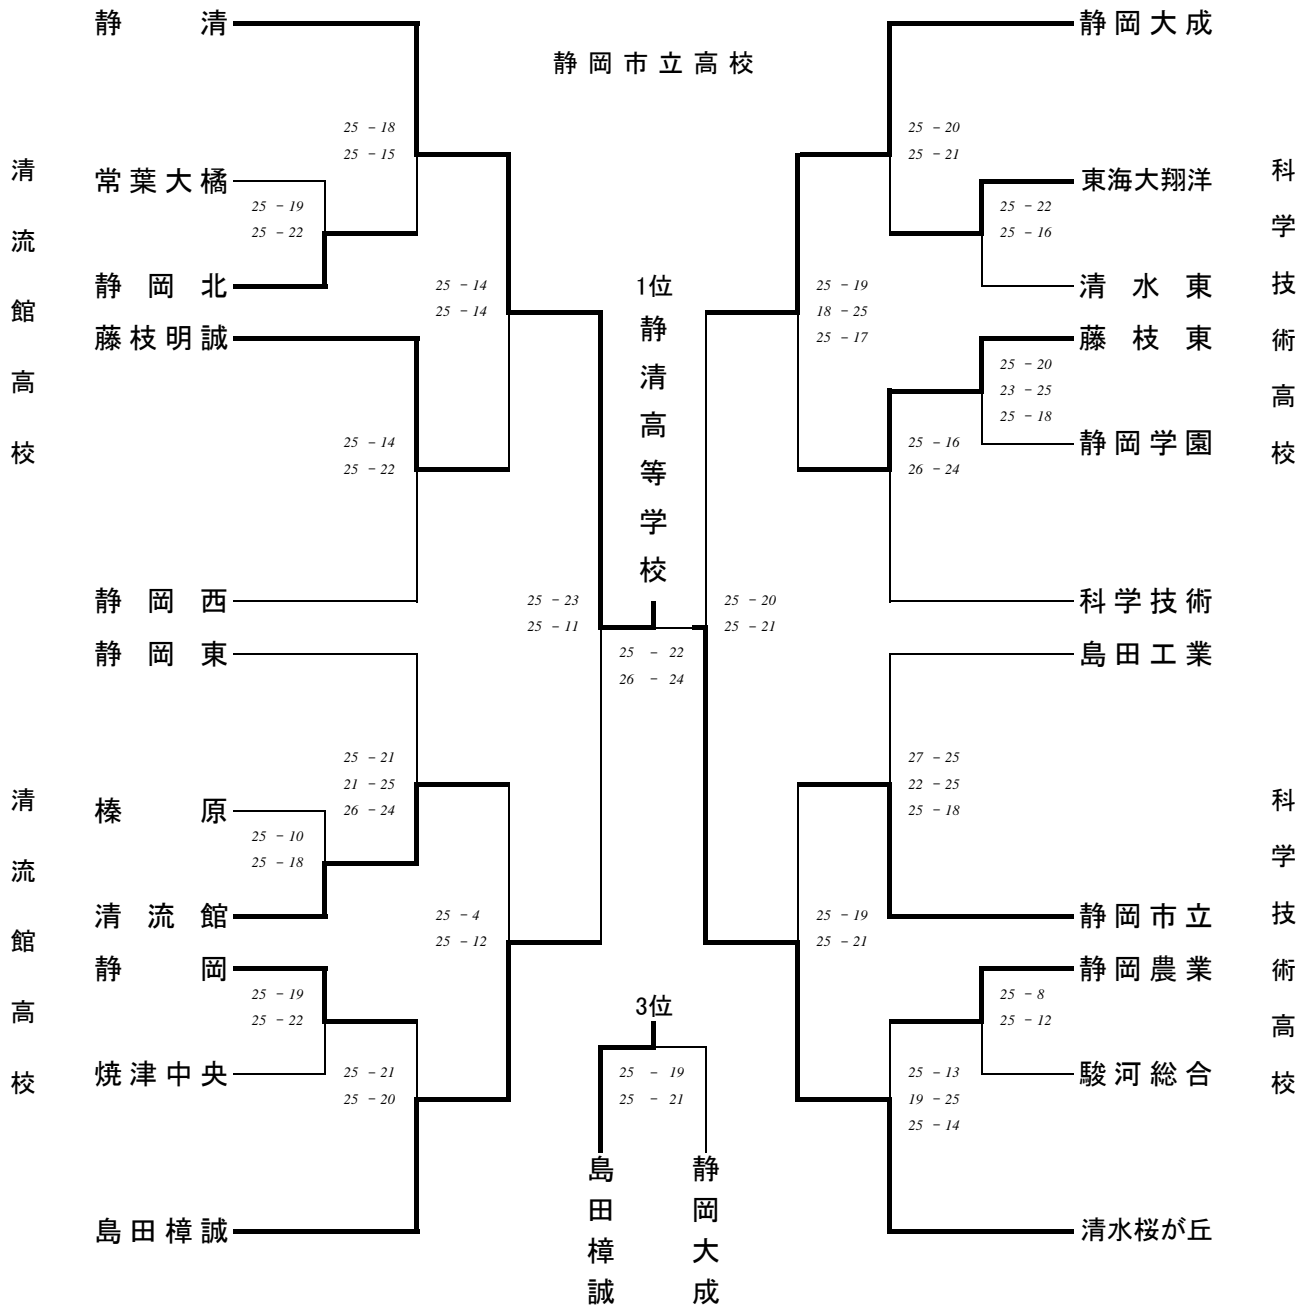 静清
静岡大成
静岡市立高校
25 - 18
25 - 15
25 - 20
25 - 21
清流館高校
常葉大橘
25 - 19
25 - 22
静岡北
東海大翔洋
25 - 22
25 - 16
清水東
科学技術高校
25 - 14
25 - 14
1位
静清高等学校
25 - 19
18 - 25
25 - 17
藤枝明誠
25 - 14
25 - 22
静岡西
藤枝東
25 - 20
23 - 25
25 - 18
静岡学園
25 - 16
26 - 24
科学技術
25 - 23
25 - 11
25 - 20
25 - 21
25 - 22
26 - 24
静岡東
島田工業
25 - 21
21 - 25
26 - 24
27 - 25
22 - 25
25 - 18
清流館高校
榛原
25 - 10
25 - 18
清流館
静岡市立
科学技術高校
25 - 4
25 - 12
25 - 19
25 - 21
静岡
25 - 19
25 - 22
焼津中央
静岡農業
25 - 8
25 - 12
駿河総合
25 - 21
25 - 20
25 - 13
19 - 25
25 - 14
3位
25 - 19
25 - 21
島田樟誠
静岡大成
島田樟誠
清水桜が丘